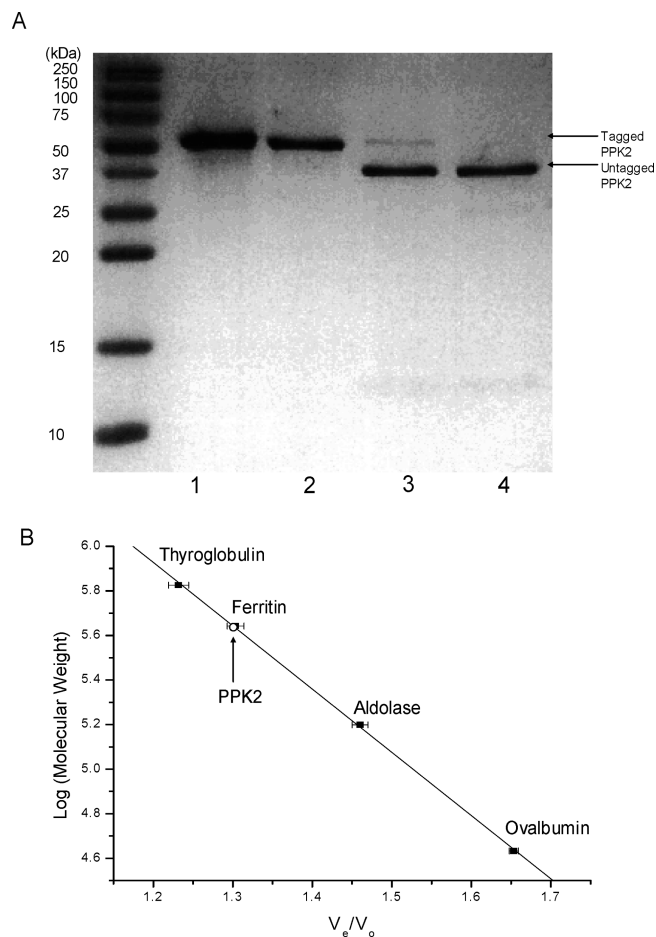 A
(kDa)
250
150
100
75
50
37
25
20
15
10
Tagged
PPK2
Untagged
PPK2
1 2 3 4
B
6.0
5.8
5.6
5.4
5.2
5.0
4.8
4.6
Log (Molecular Weight)
Thyroglobulin
Ferritin
PPK2
Aldolase
Ovalbumin
1.2 1.3 1.4 1.5 1.6 1.7
Ve/Vo